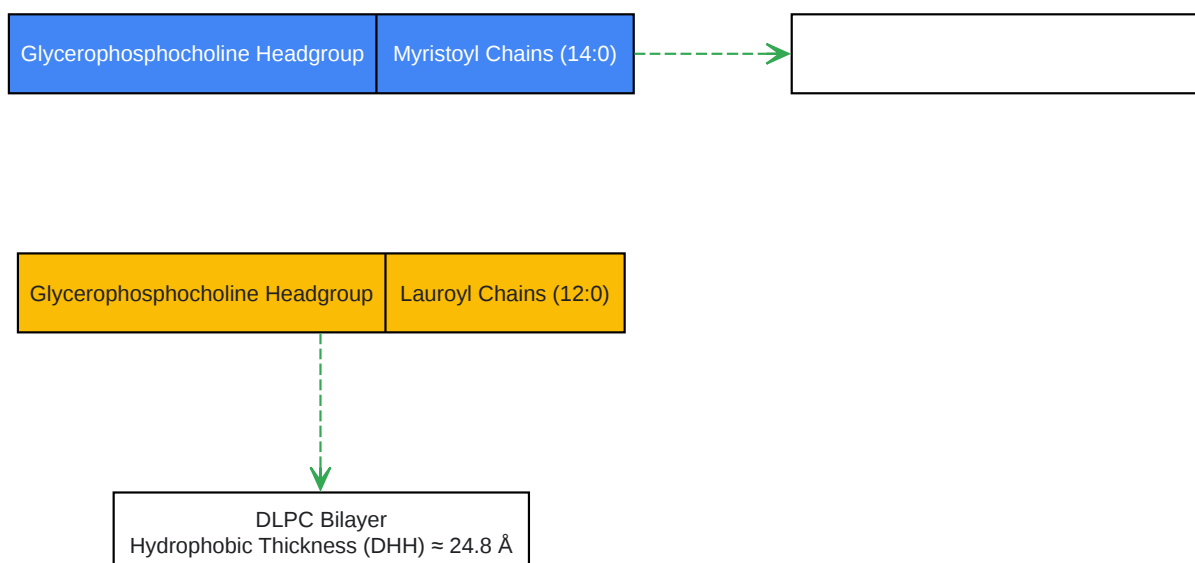 Glycerophosphocholine Headgroup
Myristoyl Chains (14:0)
Glycerophosphocholine Headgroup
Lauroyl Chains (12:0)
DLPC Bilayer
Hydrophobic Thickness (DHH) ≈ 24.8 Å